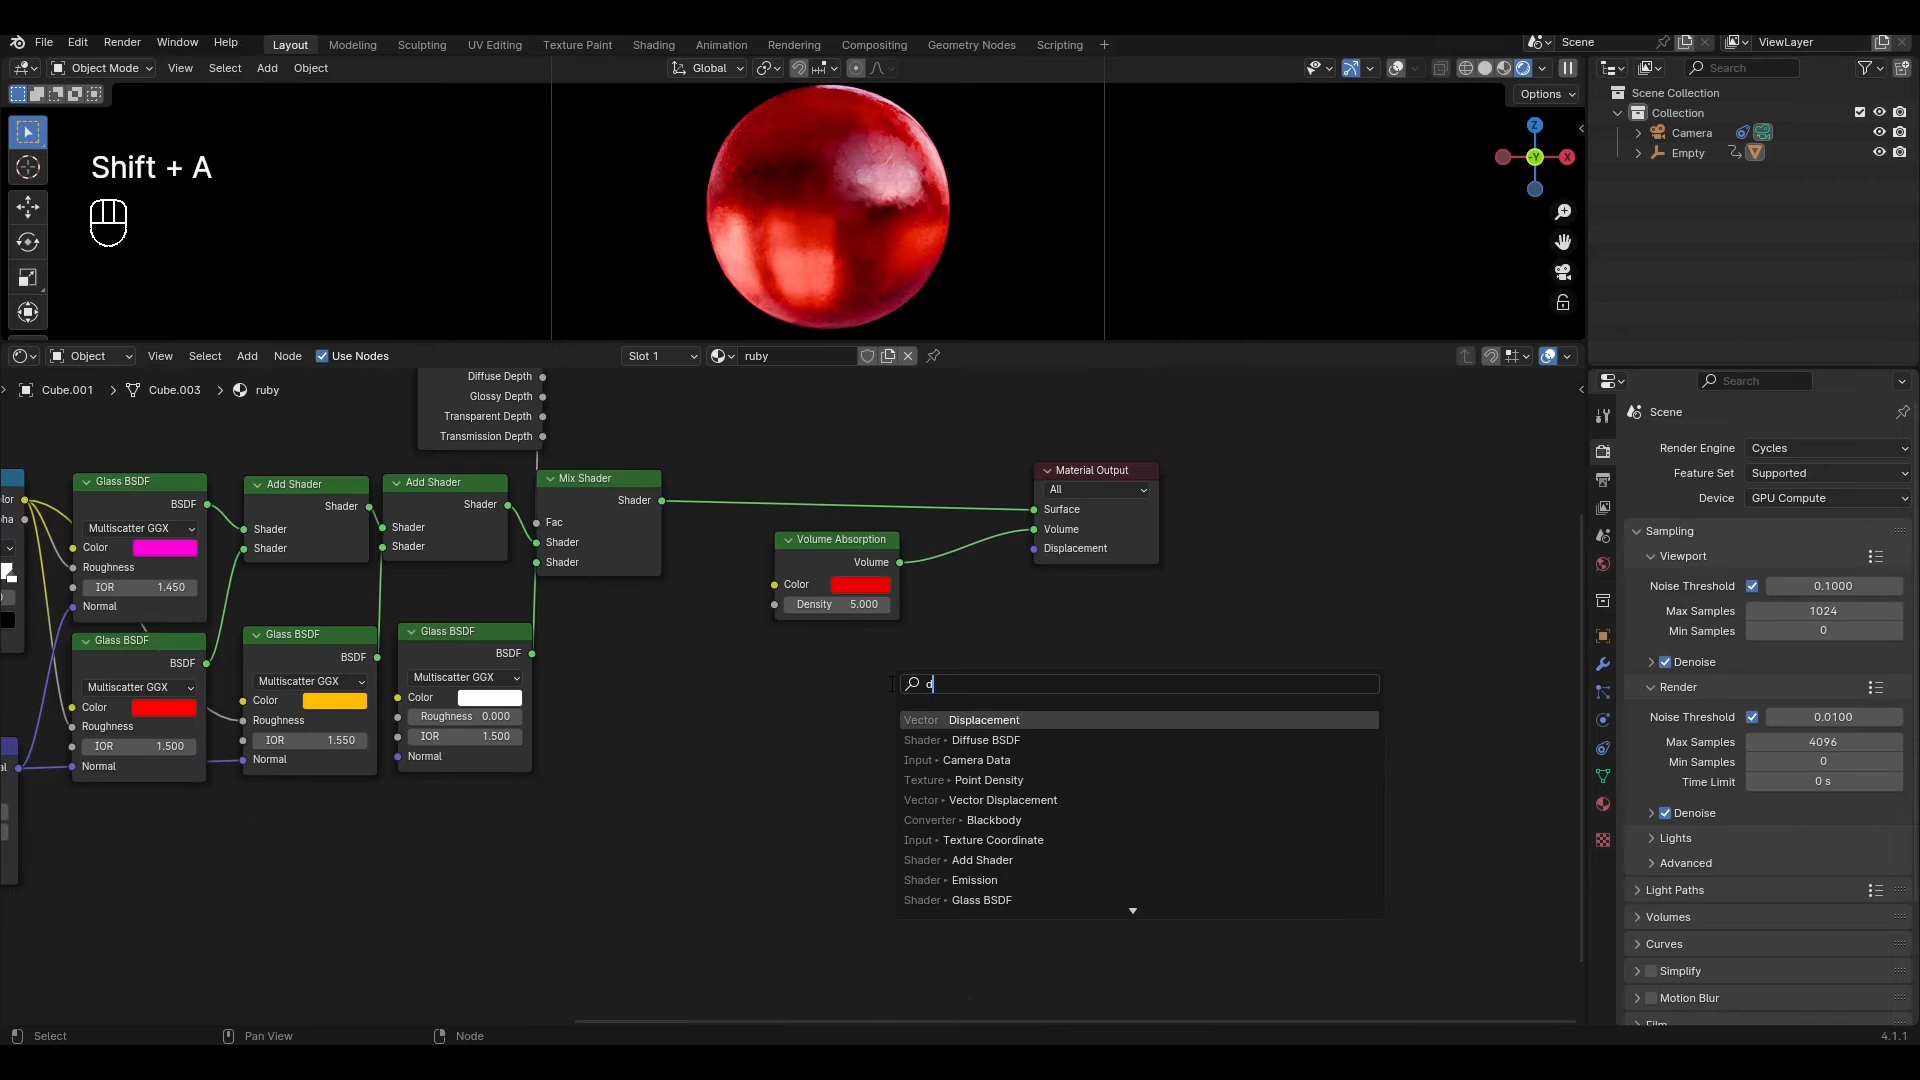 File Edit Render Window Help
Layout Modeling Sculpting UV Editing Texture Paint Shading Animation Rendering Compositing Geometry Nodes Scripting +
Scene
ViewLayer
Object Mode View Select Add Object
Global
Options
Search
Scene Collection
Collection
Camera
Empty
Shift + A
Z
-Y
X
Object View Select Add Node Use Nodes
Slot 1
ruby
Cube.001 > Cube.003 > ruby
Diffuse Depth
Glossy Depth
Transparent Depth
Transmission Depth
Glass BSDF
BSDF
Multiscatter GGX
Color
Roughness
IOR 1.450
Normal
Glass BSDF
BSDF
Multiscatter GGX
Color
Roughness
IOR 1.500
Normal
Add Shader
Shader
Shader
Shader
Add Shader
Shader
Shader
Shader
Glass BSDF
BSDF
Multiscatter GGX
Color
Roughness
IOR 1.550
Normal
Glass BSDF
BSDF
Multiscatter GGX
Color
Roughness 0.000
IOR 1.500
Normal
Mix Shader
Shader
Fac
Shader
Shader
Volume Absorption
Volume
Color
Density 5.000
Material Output
All
Surface
Volume
Displacement
d
Vector Displacement
Shader Diffuse BSDF
Input Camera Data
Texture Point Density
Vector Vector Displacement
Converter Blackbody
Input Texture Coordinate
Shader Add Shader
Shader Emission
Shader Glass BSDF
Search
Scene
Render Engine Cycles
Feature Set Supported
Device GPU Compute
Sampling
Viewport
Noise Threshold 0.1000
Max Samples 1024
Min Samples 0
Denoise
Render
Noise Threshold 0.0100
Max Samples 4096
Min Samples 0
Time Limit 0 s
Denoise
Lights
Advanced
Light Paths
Volumes
Curves
Simplify
Motion Blur
Select
Pan View
Node
4.1.1